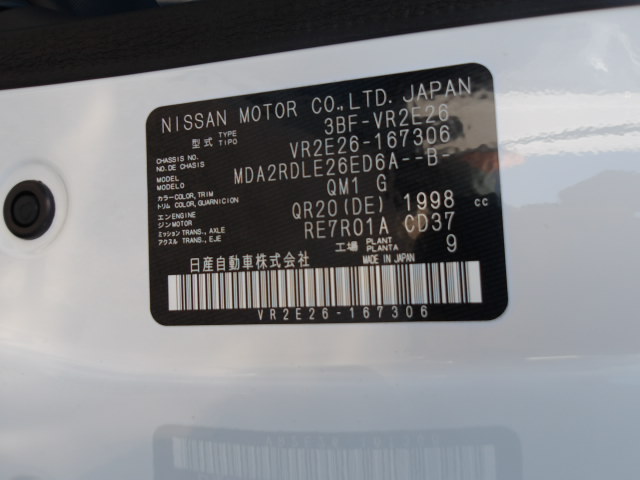 NISSAN MOTOR CO.,LTD. JAPAN
型式 TYPE TIPO 3BF-VR2E26
CHASSIS NO. NO.DE CHASSIS VR2E26-167306
MODEL MODELO MDA2RDLE26ED6A--B-
カラー COLOR,TRIM トリム COLOR,GUARNICION QM1 G
エンジン ENGINE MOTOR QR20(DE) 1998 cc
ミッション TRANS., AXLE アクスル TRANS., EJE RE7R01A CD37
工場 PLANT PLANTA 9
日産自動車株式会社 MADE IN JAPAN
VR2E26-167306